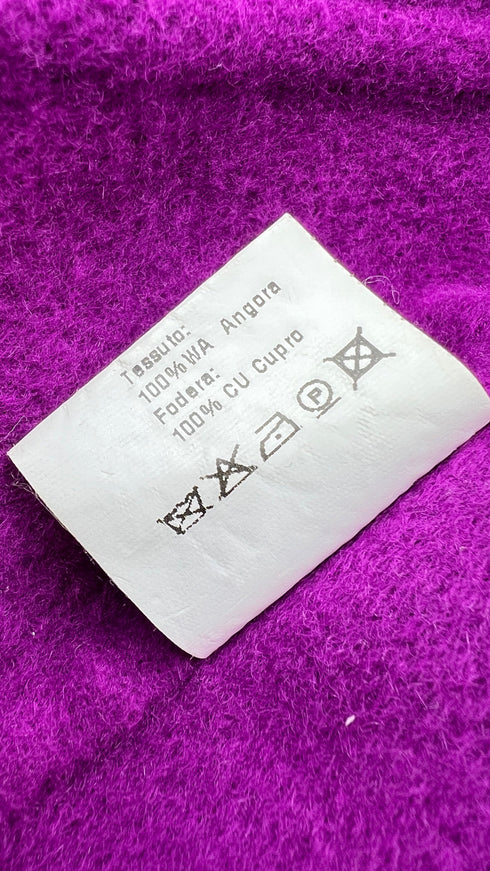 Tessuto:
100%WA Angora
Fodera:
100% CU Cupro
P